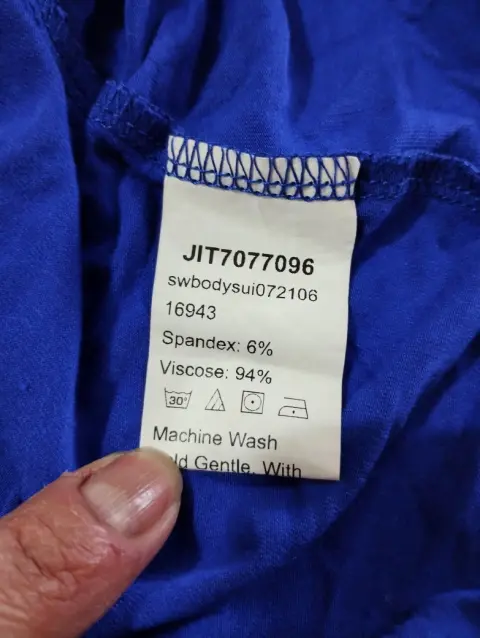 JIT7077096
swbodysui072106
16943
Spandex: 6%
Viscose: 94%
30°
Machine Wash
Gentle, With